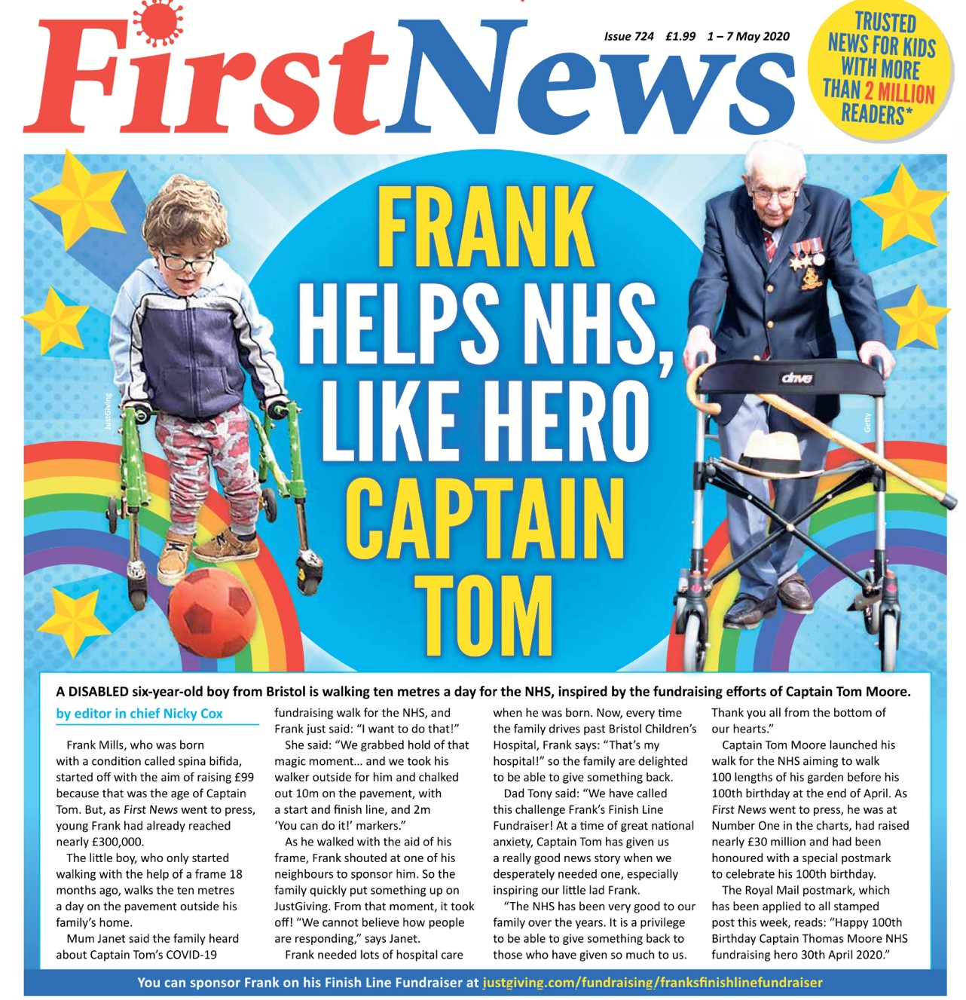 FirstNews
Issue 724 £1.99 1 – 7 May 2020
TRUSTED
NEWS FOR KIDS
WITH MORE
THAN 2 MILLION
READERS*
FRANK
HELPS NHS,
LIKE HERO
CAPTAIN
TOM
JustGiving
drive
Getty
A DISABLED six-year-old boy from Bristol is walking ten metres a day for the NHS, inspired by the fundraising efforts of Captain Tom Moore.
by editor in chief Nicky Cox
Frank Mills, who was born
with a condition called spina bifida,
started off with the aim of raising £99
because that was the age of Captain
Tom. But, as First News went to press,
young Frank had already reached
nearly £300,000.
The little boy, who only started
walking with the help of a frame 18
months ago, walks the ten metres
a day on the pavement outside his
family’s home.
Mum Janet said the family heard
about Captain Tom’s COVID-19
fundraising walk for the NHS, and
Frank just said: “I want to do that!”
She said: “We grabbed hold of that
magic moment... and we took his
walker outside for him and chalked
out 10m on the pavement, with
a start and finish line, and 2m
‘You can do it!’ markers.”
As he walked with the aid of his
frame, Frank shouted at one of his
neighbours to sponsor him. So the
family quickly put something up on
JustGiving. From that moment, it took
off! “We cannot believe how people
are responding,” says Janet.
Frank needed lots of hospital care
when he was born. Now, every time
the family drives past Bristol Children’s
Hospital, Frank says: “That’s my
hospital!” so the family are delighted
to be able to give something back.
Dad Tony said: “We have called
this challenge Frank’s Finish Line
Fundraiser! At a time of great national
anxiety, Captain Tom has given us
a really good news story when we
desperately needed one, especially
inspiring our little lad Frank.
“The NHS has been very good to our
family over the years. It is a privilege
to be able to give something back to
those who have given so much to us.
Thank you all from the bottom of
our hearts.”
Captain Tom Moore launched his
walk for the NHS aiming to walk
100 lengths of his garden before his
100th birthday at the end of April. As
First News went to press, he was at
Number One in the charts, had raised
nearly £30 million and had been
honoured with a special postmark
to celebrate his 100th birthday.
The Royal Mail postmark, which
has been applied to all stamped
post this week, reads: “Happy 100th
Birthday Captain Thomas Moore NHS
fundraising hero 30th April 2020.”
You can sponsor Frank on his Finish Line Fundraiser at justgiving.com/fundraising/franksfinishlinefundraiser